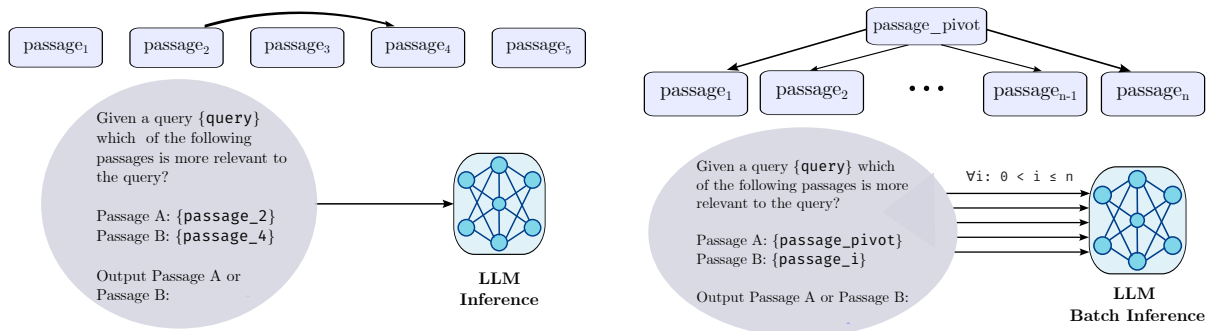 passage₁ passage₂ passage₃ passage₄ passage₅
Given a query {query}
which of the following
passages is more relevant to
the query?
Passage A: {passage_2}
Passage B: {passage_4}
Output Passage A or
Passage B:
LLM
Inference
passage_pivot
passage₁ passage₂ • • • passageₙ₋₁ passageₙ
Given a query {query} which
of the following passages is more
relevant to the query?
Passage A: {passage_pivot}
Passage B: {passage_i}
Output Passage A or Passage B:
∀i: 0 < i ≤ n
LLM
Batch Inference